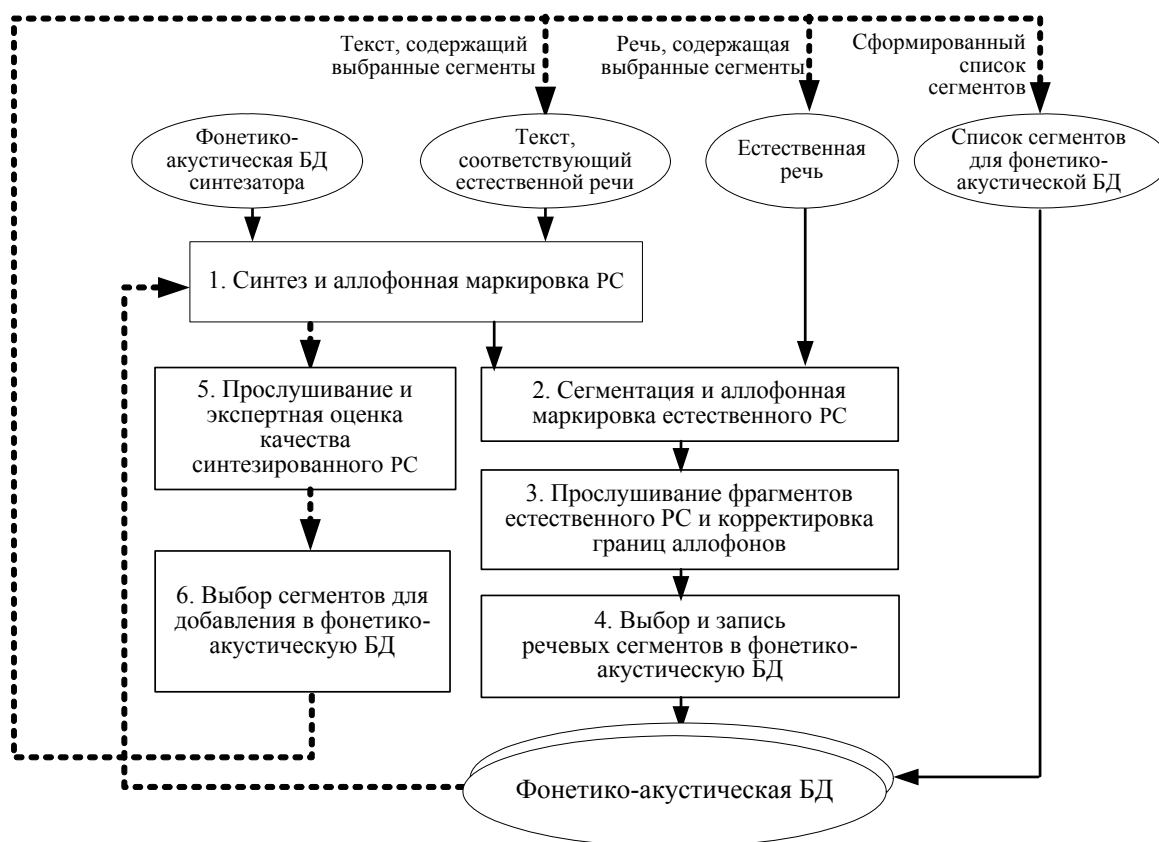 Текст, содержащий
выбранные сегменты
Речь, содержащая
выбранные сегменты
Сформированный
список
сегментов
Фонетико-
акустическая БД
синтезатора
Текст,
соответствующий
естественной речи
Естественная
речь
Список сегментов
для фонетико-
акустической БД
1. Синтез и аллофонная маркировка РС
5. Прослушивание и
экспертная оценка
качества
синтезированного РС
2. Сегментация и аллофонная
маркировка естественного РС
3. Прослушивание фрагментов
естественного РС и корректировка
границ аллофонов
6. Выбор сегментов для
добавления в фонетико-
акустическую БД
4. Выбор и запись
речевых сегментов в фонетико-
акустическую БД
Фонетико-акустическая БД